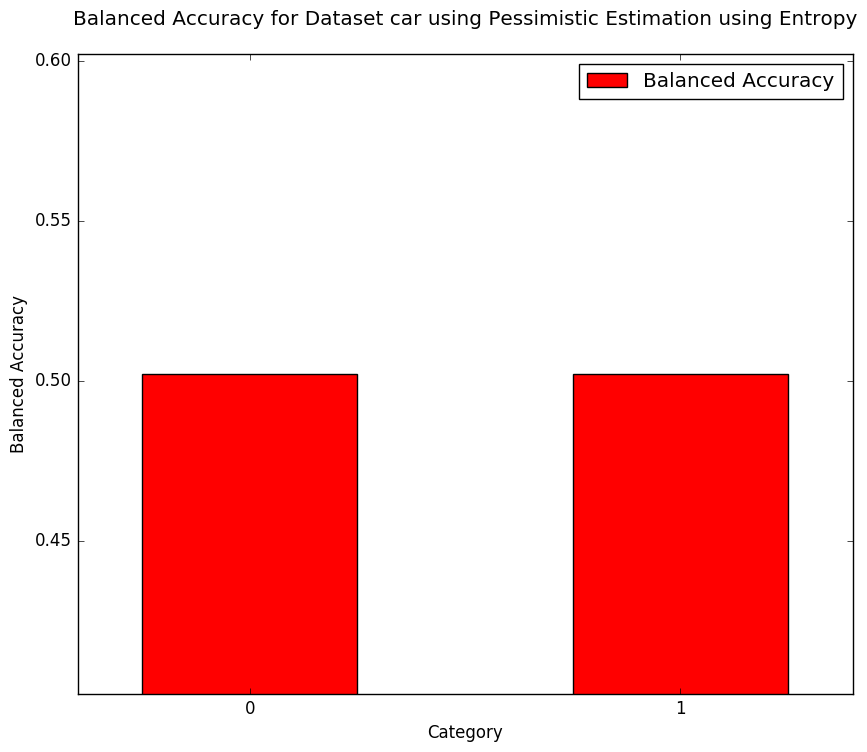 Balanced Accuracy for Dataset car using Pessimistic Estimation using Entropy
Balanced Accuracy
0.60
0.55
0.50
0.45
Balanced Accuracy
0 1
Category